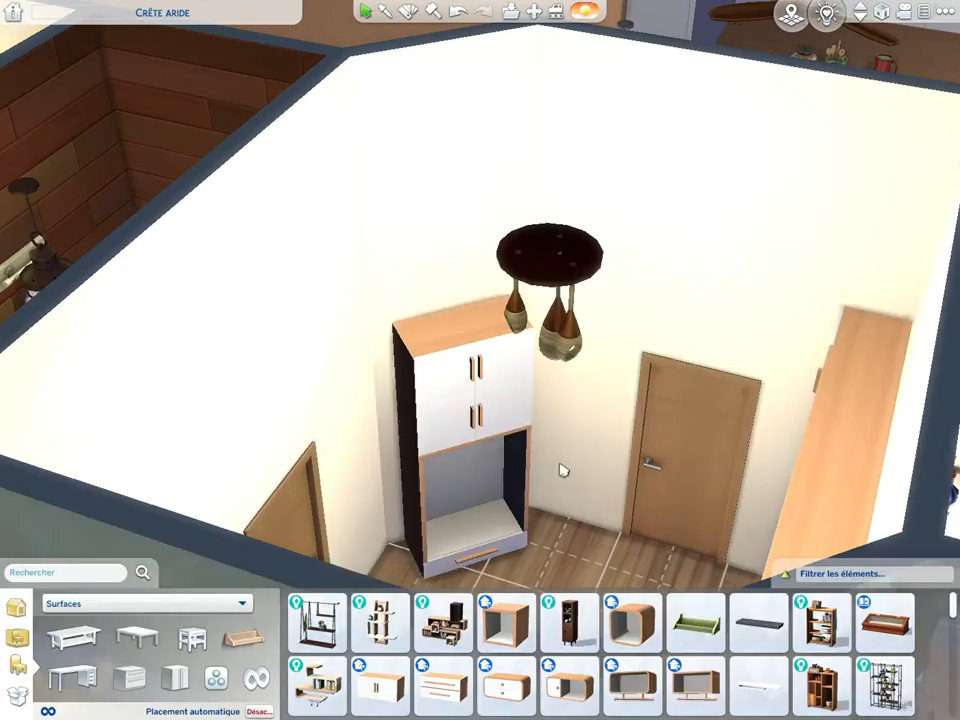 CRÊTE ARIDE
Rechercher
Filtrer les éléments...
Surfaces
Placement automatique
Désac...